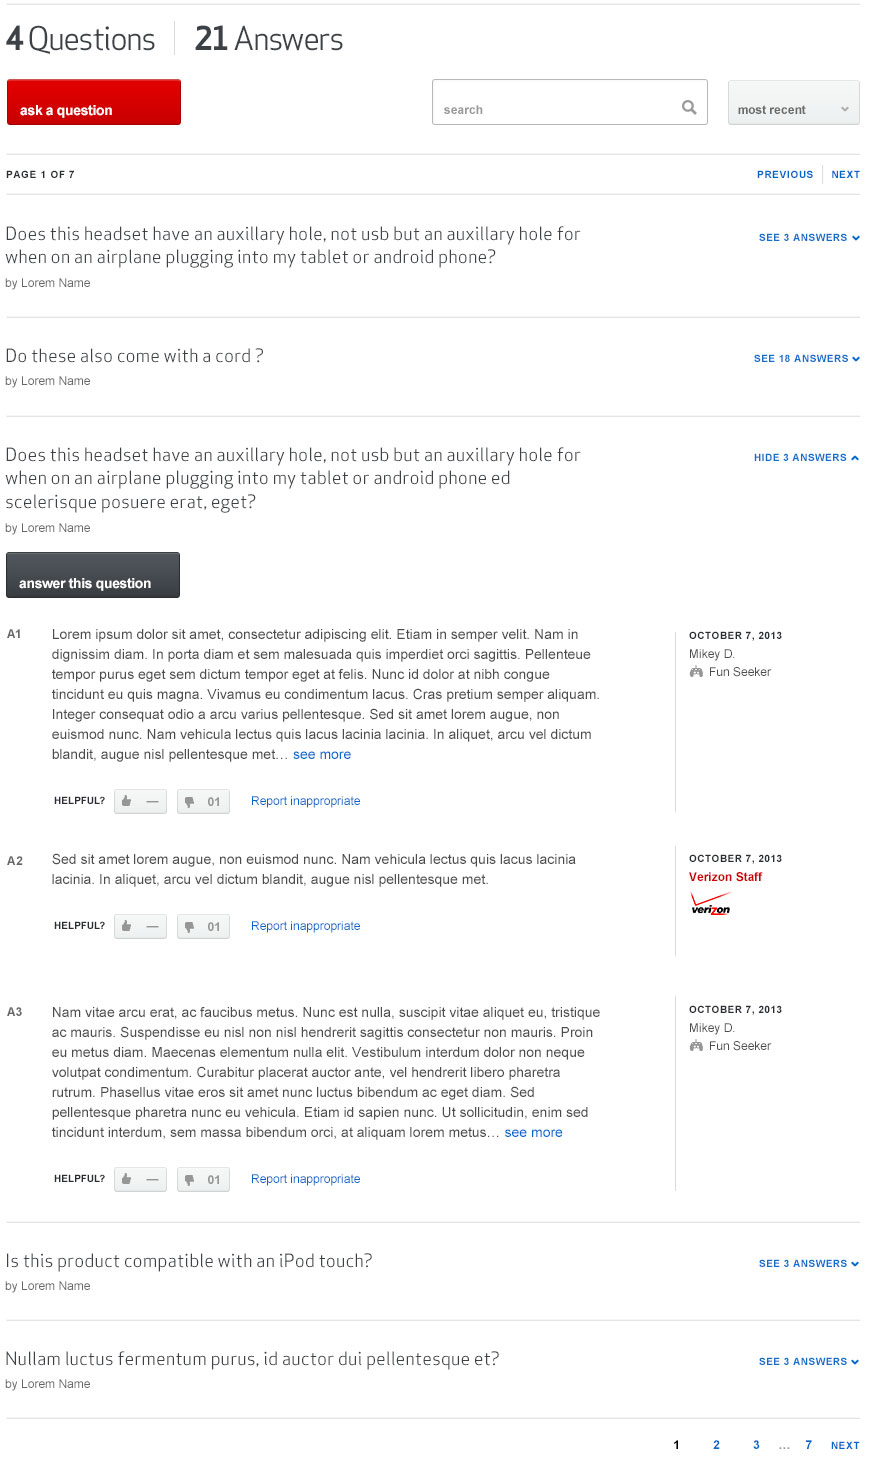 4 Questions 21 Answers
ask a question
search
most recent
PAGE 1 OF 7
PREVIOUS NEXT
Does this headset have an auxillary hole, not usb but an auxillary hole for
when on an airplane plugging into my tablet or android phone?
SEE 3 ANSWERS
by Lorem Name
Do these also come with a cord ?
SEE 18 ANSWERS
by Lorem Name
Does this headset have an auxillary hole, not usb but an auxillary hole for
when on an airplane plugging into my tablet or android phone ed
scelerisque posuere erat, eget?
HIDE 3 ANSWERS
by Lorem Name
answer this question
A1
Lorem ipsum dolor sit amet, consectetur adipiscing elit. Etiam in semper velit. Nam in
dignissim diam. In porta diam et sem malesuada quis imperdiet orci sagittis. Pellenteue
tempor purus eget sem dictum tempor eget at felis. Nunc id dolor at nibh congue
tincidunt eu quis magna. Vivamus eu condimentum lacus. Cras pretium semper aliquam.
Integer consequat odio a arcu varius pellentesque. Sed sit amet lorem augue, non
euismod nunc. Nam vehicula lectus quis lacus lacinia lacinia. In aliquet, arcu vel dictum
blandit, augue nisl pellentesque met… see more
OCTOBER 7, 2013
Mikey D.
Fun Seeker
HELPFUL? — 01 Report inappropriate
A2
Sed sit amet lorem augue, non euismod nunc. Nam vehicula lectus quis lacus lacinia
lacinia. In aliquet, arcu vel dictum blandit, augue nisl pellentesque met.
OCTOBER 7, 2013
Verizon Staff
verizon
HELPFUL? — 01 Report inappropriate
A3
Nam vitae arcu erat, ac faucibus metus. Nunc est nulla, suscipit vitae aliquet eu, tristique
ac mauris. Suspendisse eu nisl non nisl hendrerit sagittis consectetur non mauris. Proin
eu metus diam. Maecenas elementum nulla elit. Vestibulum interdum dolor non neque
volutpat condimentum. Curabitur placerat auctor ante, vel hendrerit libero pharetra
rutrum. Phasellus vitae eros sit amet nunc luctus bibendum ac eget diam. Sed
pellentesque pharetra nunc eu vehicula. Etiam id sapien nunc. Ut sollicitudin, enim sed
tincidunt interdum, sem massa bibendum orci, at aliquam lorem metus… see more
OCTOBER 7, 2013
Mikey D.
Fun Seeker
HELPFUL? — 01 Report inappropriate
Is this product compatible with an iPod touch?
SEE 3 ANSWERS
by Lorem Name
Nullam luctus fermentum purus, id auctor dui pellentesque et?
SEE 3 ANSWERS
by Lorem Name
1 2 3 … 7 NEXT